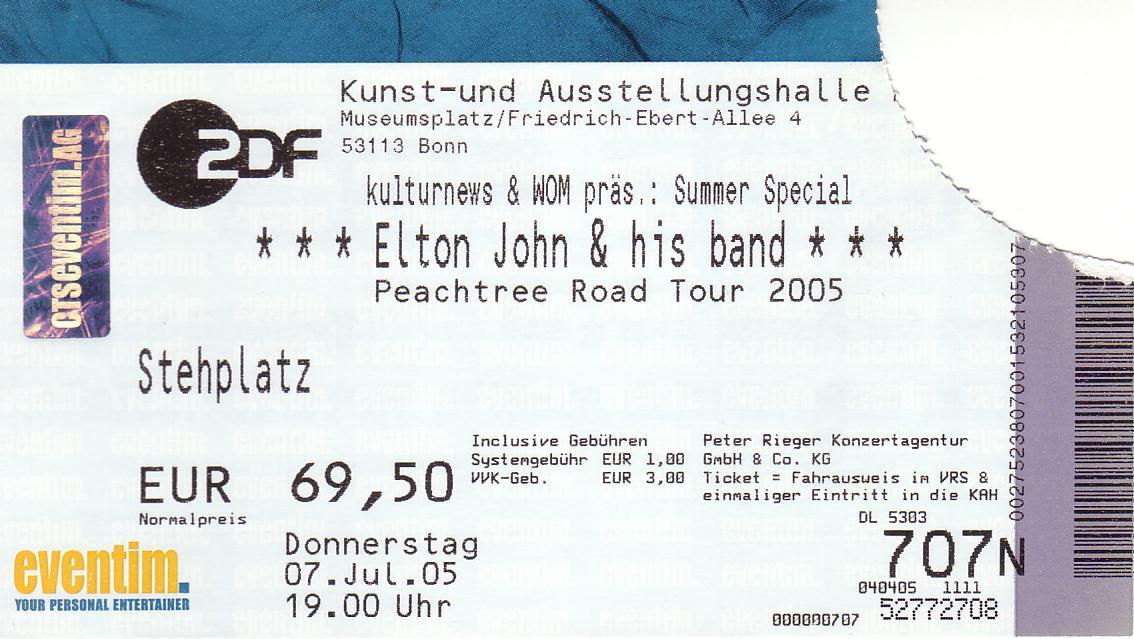 Kunst-und Ausstellungshalle
Museumsplatz/Friedrich-Ebert-Allee 4
53113 Bonn
ZDF
CTSeventim.AG
kulturnews & WOM präs.: Summer Special
* * * Elton John & his band * * *
Peachtree Road Tour 2005
Stehplatz
EUR 69,50
Normalpreis
Inclusive Gebühren
Systemgebühr EUR 1,00
VVK-Geb. EUR 3,00
Peter Rieger Konzertagentur
GmbH & Co. KG
Ticket = Fahrausweis im VRS &
einmaliger Eintritt in die KAH
DL 5303
707N
040405 1111
52772708
0000000707
Donnerstag
07.Jul.05
19.00 Uhr
eventim.
YOUR PERSONAL ENTERTAINER